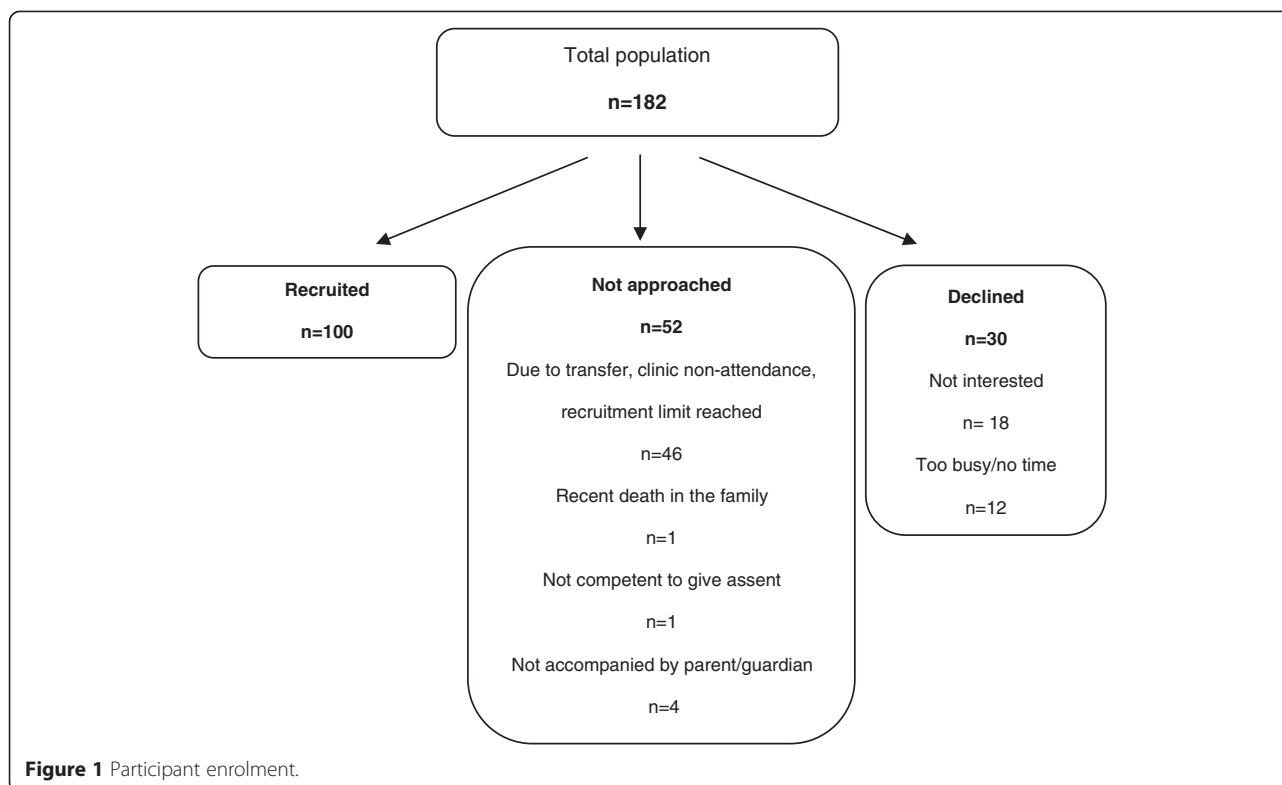 Total population
n=182
Recruited
n=100
Not approached
n=52
Due to transfer, clinic non-attendance,
recruitment limit reached
n=46
Recent death in the family
n=1
Not competent to give assent
n=1
Not accompanied by parent/guardian
n=4
Declined
n=30
Not interested
n= 18
Too busy/no time
n=12
Figure 1 Participant enrolment.